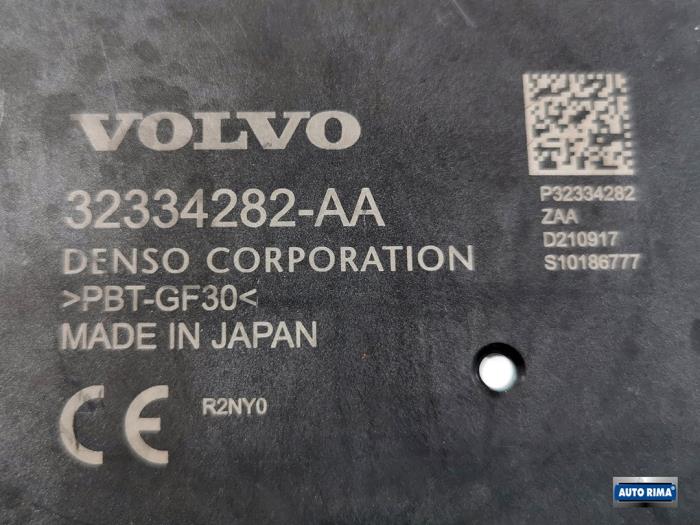 VOLVO
32334282-AA
DENSO CORPORATION
>PBT-GF30<
MADE IN JAPAN
CE
R2NY0
P32334282
ZAA
D210917
S10186777
AUTO RIMA®